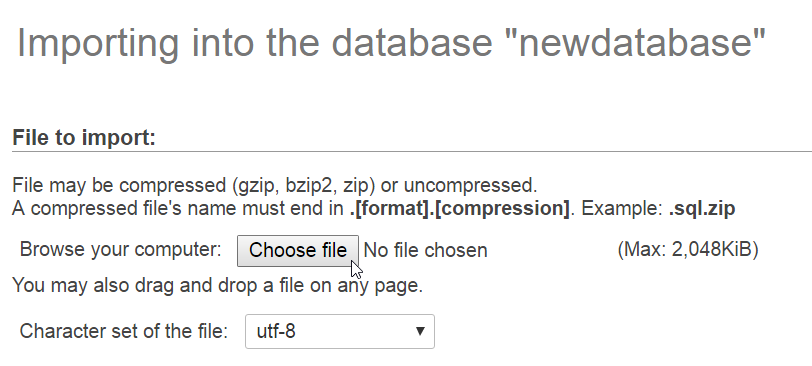 Importing into the database "newdatabase"
File to import:
File may be compressed (gzip, bzip2, zip) or uncompressed.
A compressed file's name must end in .[format].[compression]. Example: .sql.zip
Browse your computer: Choose file No file chosen (Max: 2,048KiB)
You may also drag and drop a file on any page.
Character set of the file: utf-8